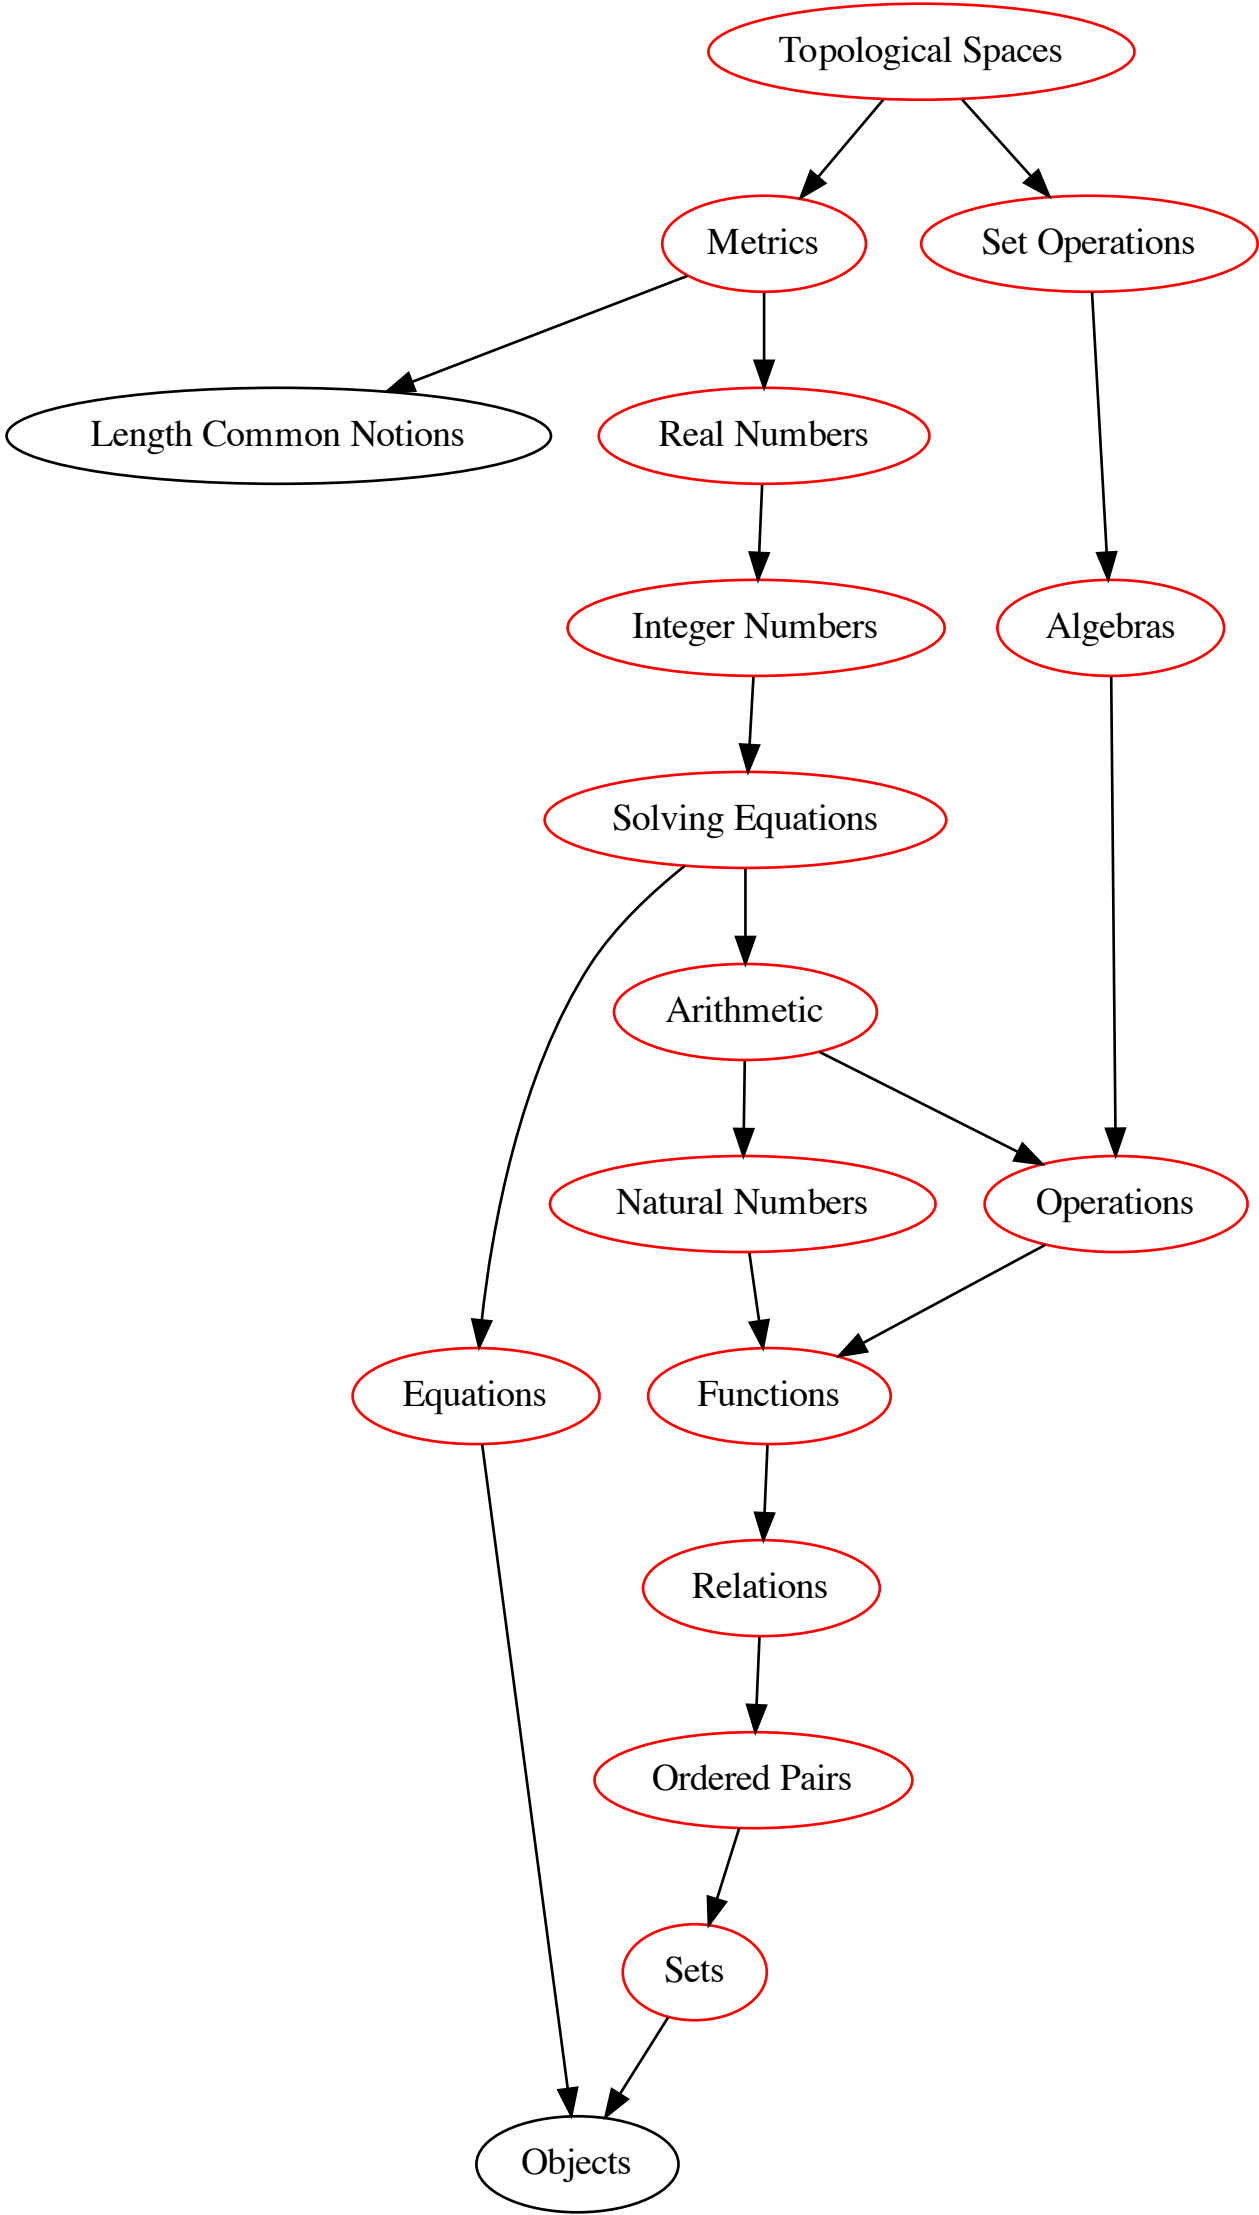 Topological Spaces
Metrics
Set Operations
Length Common Notions
Real Numbers
Integer Numbers
Algebras
Solving Equations
Arithmetic
Natural Numbers
Operations
Equations
Functions
Relations
Ordered Pairs
Sets
Objects